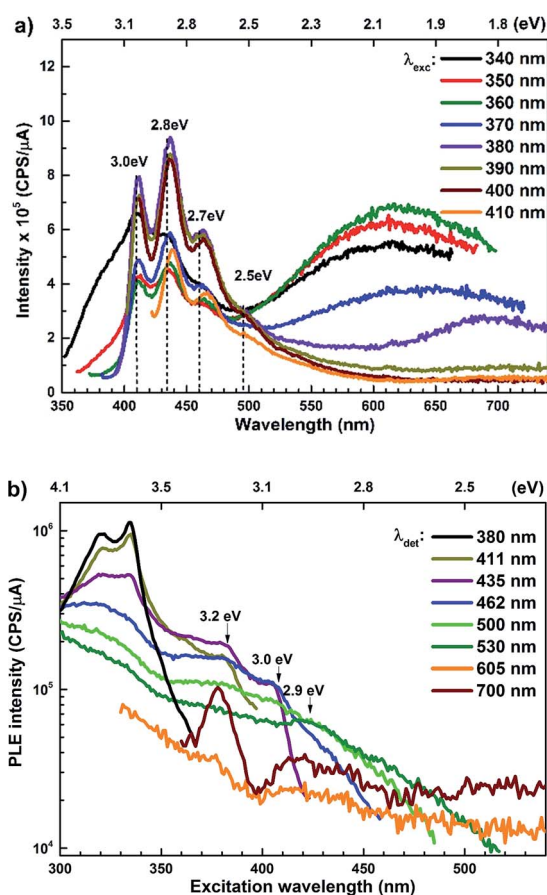 a)
3.5 3.1 2.8 2.5 2.3 2.1 1.9 1.8 (eV)
Intensity x 10⁵ (CPS/µA)
12
10
8
6
4
2
0
λexc:
340 nm
350 nm
360 nm
370 nm
380 nm
390 nm
400 nm
410 nm
2.8eV
3.0eV
2.7eV
2.5eV
350 400 450 500 550 600 650 700
Wavelength (nm)
b)
4.1 3.5 3.1 2.8 2.5 (eV)
PLE intensity (CPS/µA)
10⁶
10⁵
10⁴
λdet:
380 nm
411 nm
435 nm
462 nm
500 nm
530 nm
605 nm
700 nm
3.2 eV
3.0 eV
2.9 eV
300 350 400 450 500
Excitation wavelength (nm)